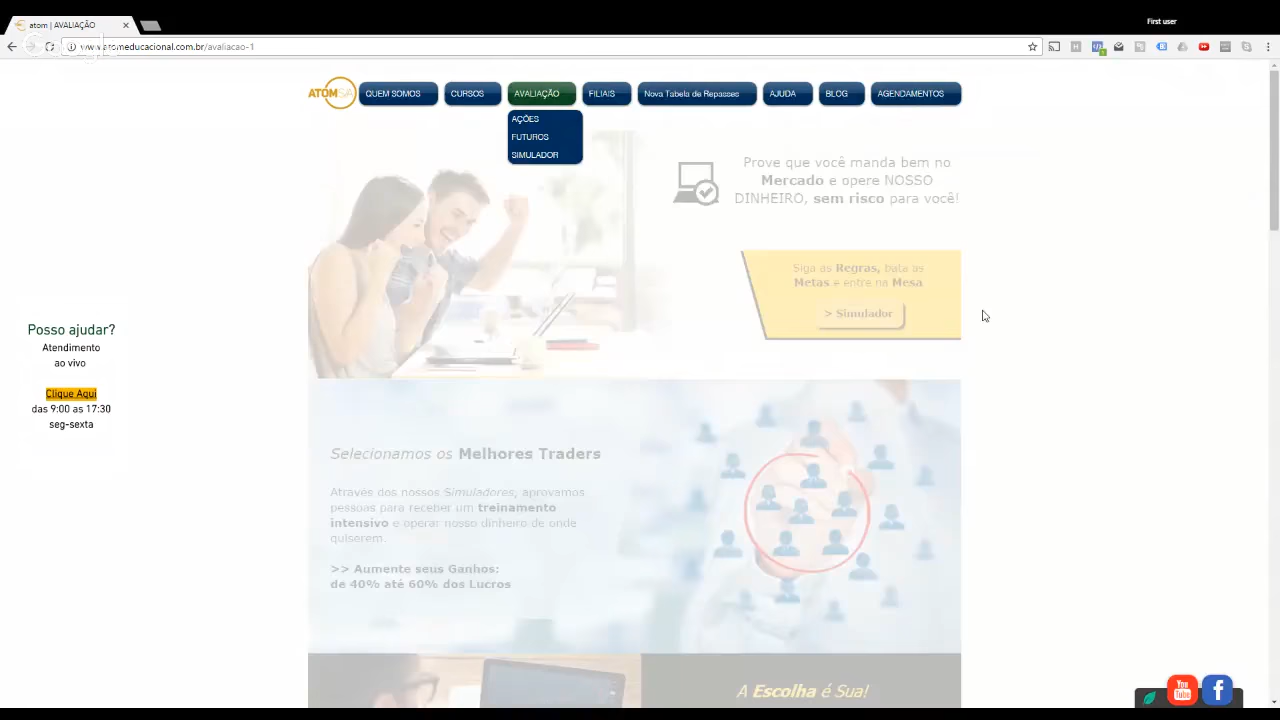 atom | AVALIAÇÃO
First user
atomeducacional.com.br/avaliacao-1
ATOMSA
QUEM SOMOS
CURSOS
AVALIAÇÃO
FILIAIS
Nova Tabela de Repasses
AJUDA
BLOG
AGENDAMENTOS
AÇÕES
FUTUROS
SIMULADOR
Prove que você manda bem no
Mercado e opere NOSSO
DINHEIRO, sem risco para você!
Siga as Regras, bata as
Metas e entre na Mesa
> Simulador
Posso ajudar?
Atendimento
ao vivo
Clique Aqui
das 9:00 as 17:30
seg-sexta
Selecionamos os Melhores Traders
Através dos nossos Simuladores, aprovamos
pessoas para receber um treinamento
intensivo e operar nosso dinheiro de onde
quiserem.
>> Aumente seus Ganhos:
de 40% até 60% dos Lucros
A Escolha é Sua!
You
Tube